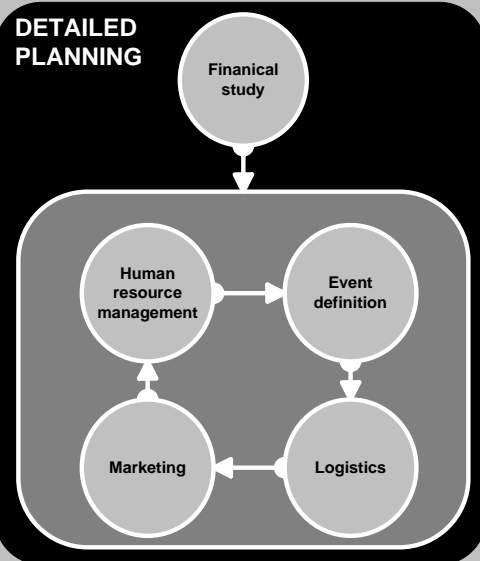 DETAILED
PLANNING
Finanical
study
Human
resource
management
Event
definition
Marketing
Logistics